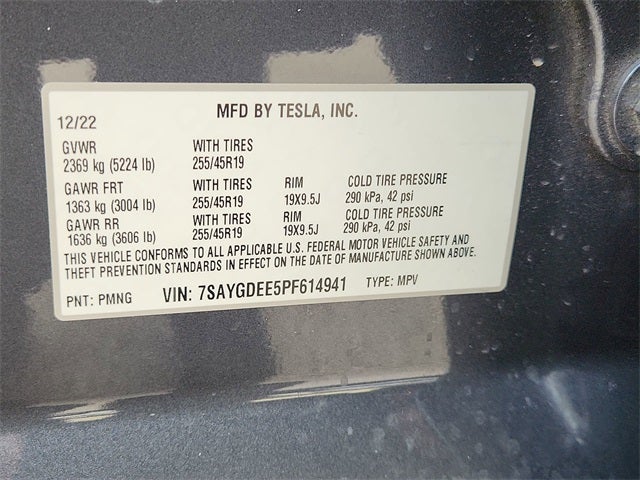 MFD BY TESLA, INC.
12/22
GVWR WITH TIRES
2369 kg (5224 lb) 255/45R19
GAWR FRT WITH TIRES RIM COLD TIRE PRESSURE
1363 kg (3004 lb) 255/45R19 19X9.5J 290 kPa, 42 psi
GAWR RR WITH TIRES RIM COLD TIRE PRESSURE
1636 kg (3606 lb) 255/45R19 19X9.5J 290 kPa, 42 psi
THIS VEHICLE CONFORMS TO ALL APPLICABLE U.S. FEDERAL MOTOR VEHICLE SAFETY AND
THEFT PREVENTION STANDARDS IN EFFECT ON THE DATE OF MANUFACTURE SHOWN ABOVE.
PNT: PMNG VIN: 7SAYGDEE5PF614941 TYPE: MPV